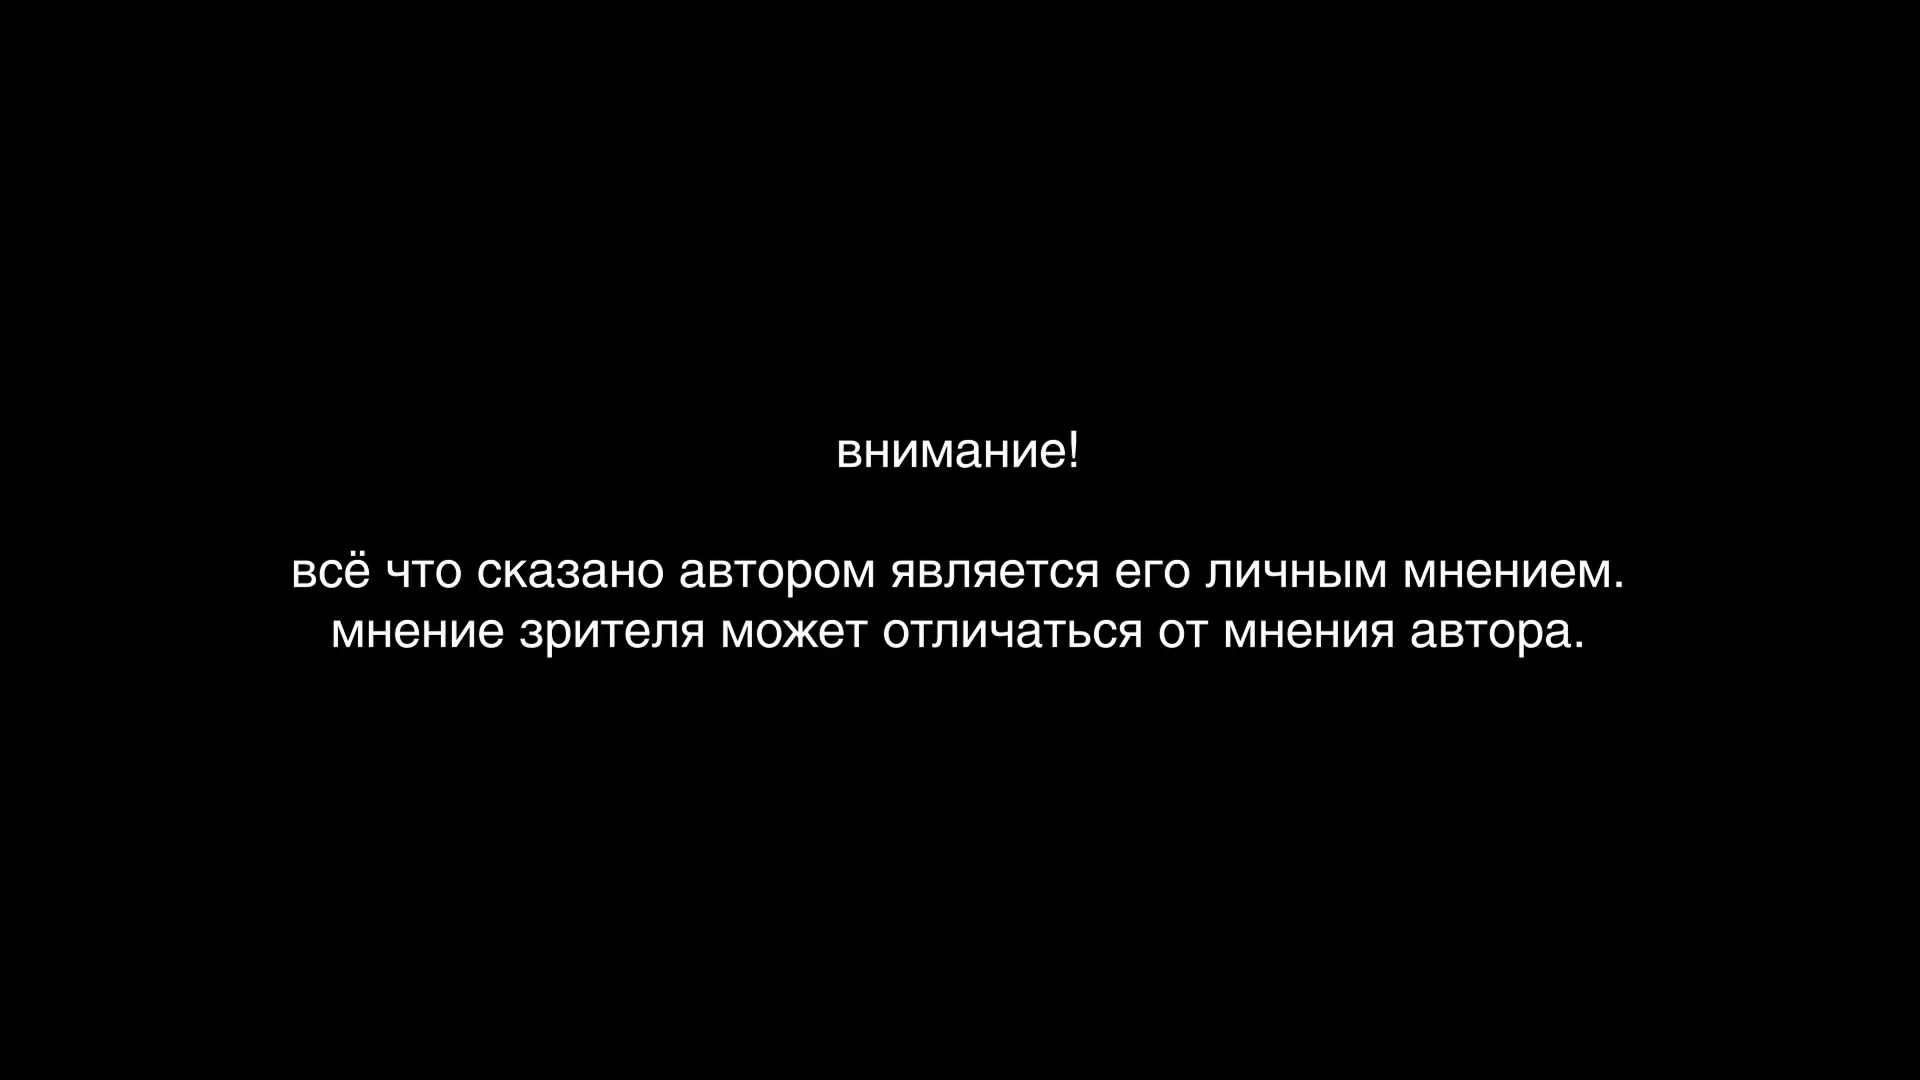 внимание!
всё что сказано автором является его личным мнением.
мнение зрителя может отличаться от мнения автора.